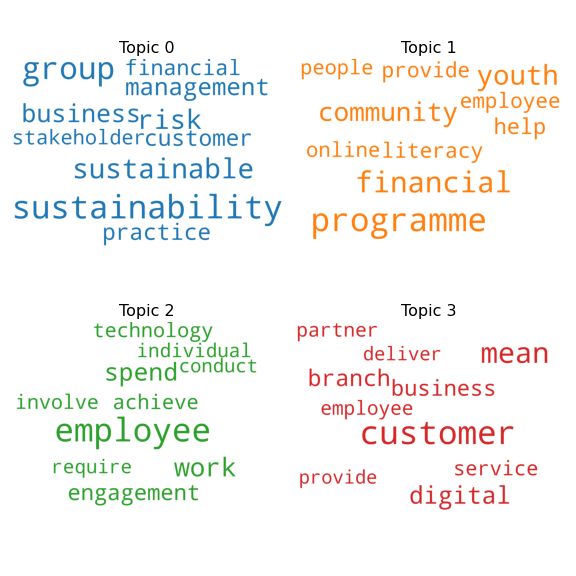 Topic 0
group financial
management
business
risk
stakeholder customer
sustainable
sustainability
practice
Topic 1
people provide youth
employee
community
help
online literacy
financial
programme
Topic 2
technology
individual
spend conduct
involve achieve
employee
require work
engagement
Topic 3
partner
deliver mean
branch
business
employee
customer
service
provide
digital